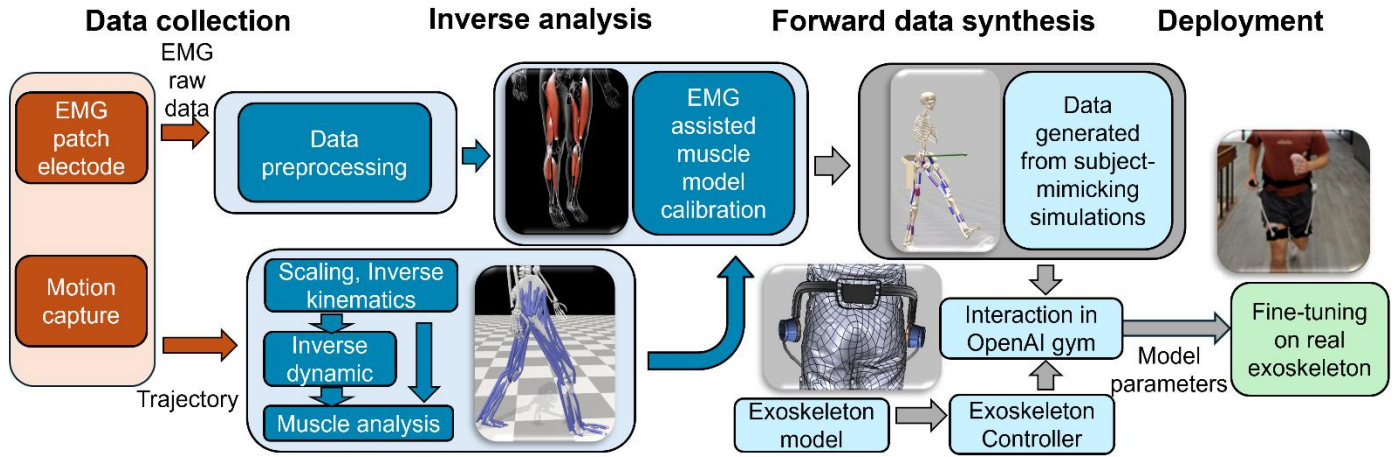 Data collection
Inverse analysis
Forward data synthesis
Deployment
EMG
raw
data
EMG
patch
electode
Data
preprocessing
EMG
assisted
muscle
model
calibration
Data
generated
from subject-
mimicking
simulations
Motion
capture
Trajectory
Scaling, Inverse
kinematics
Inverse
dynamic
Muscle analysis
Exoskeleton
model
Exoskeleton
Controller
Interaction in
OpenAI gym
Model
parameters
Fine-tuning
on real
exoskeleton